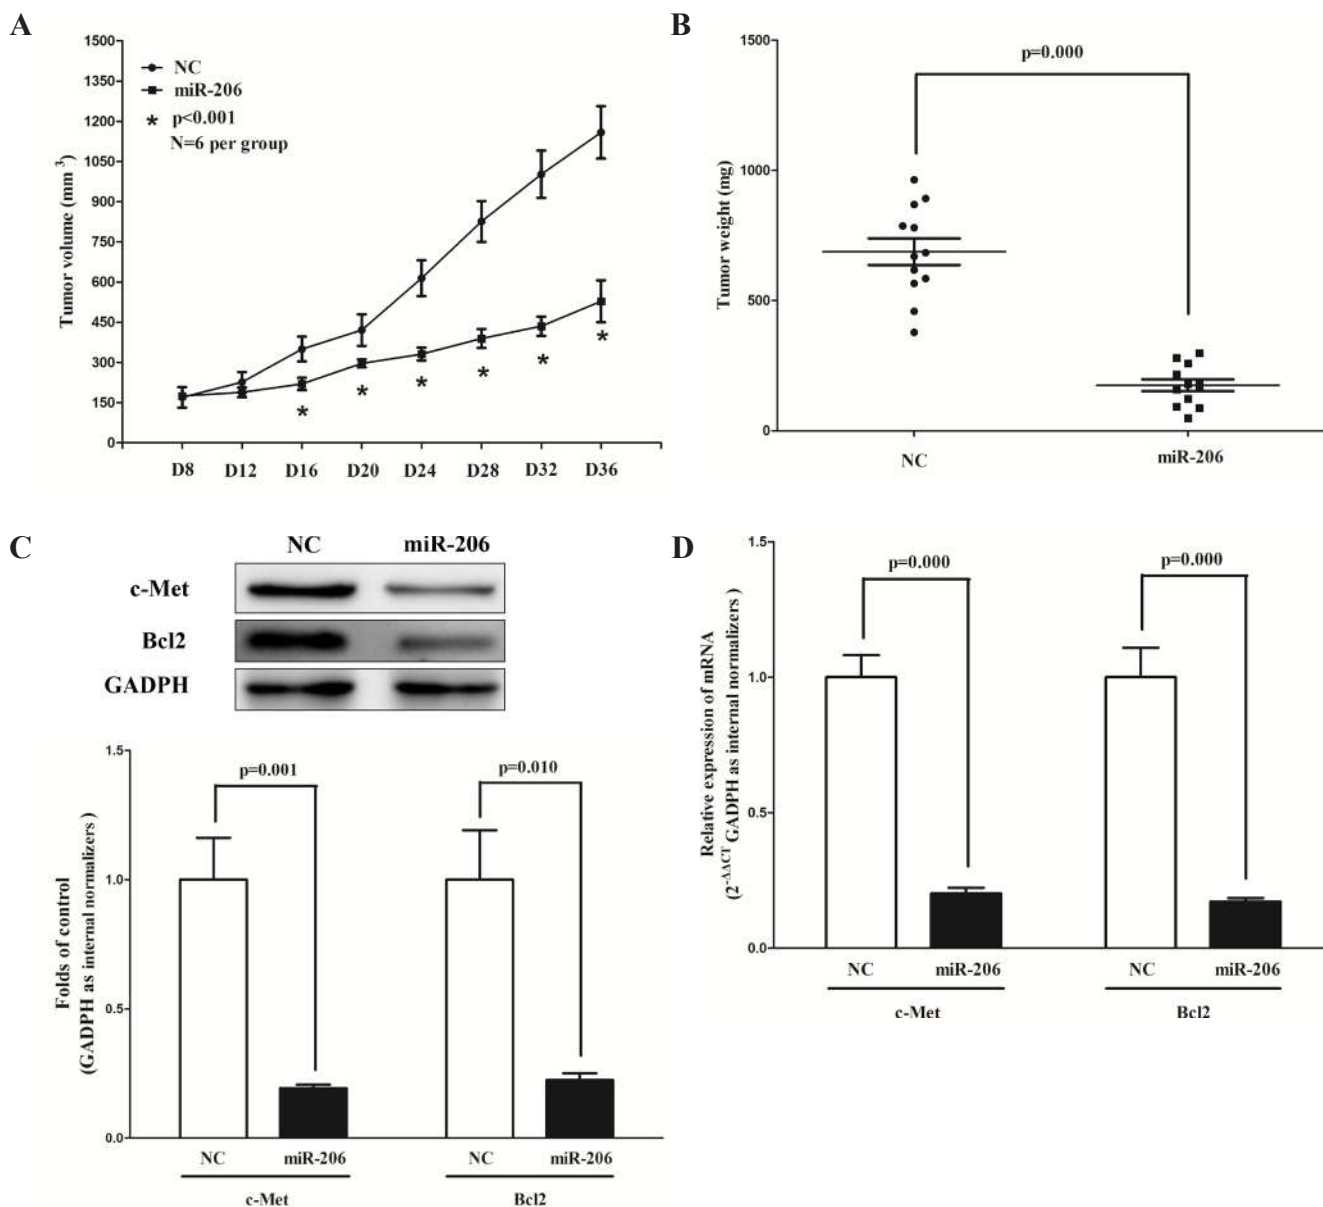 A
1500
1350
1200
1050
900
750
600
450
300
150
0
Tumor volume (mm 3)
NC
miR-206
* p<0.001
N=6 per group
*
*
*
*
*
*
D8 D12 D16 D20 D24 D28 D32 D36
B
1500
1000
500
0
Tumor weight (mg)
p=0.000
NC miR-206
C
NC miR-206
c-Met
Bcl2
GADPH
1.5
1.0
0.5
0.0
Folds of control
(GADPH as internal normalizers )
p=0.001
p=0.010
NC miR-206 NC miR-206
c-Met Bcl2
D
1.5
1.0
0.5
0.0
Relative expression of mRNA
(2-ΔΔCT GADPH as internal normalizers )
p=0.000
p=0.000
NC miR-206 NC miR-206
c-Met Bcl2